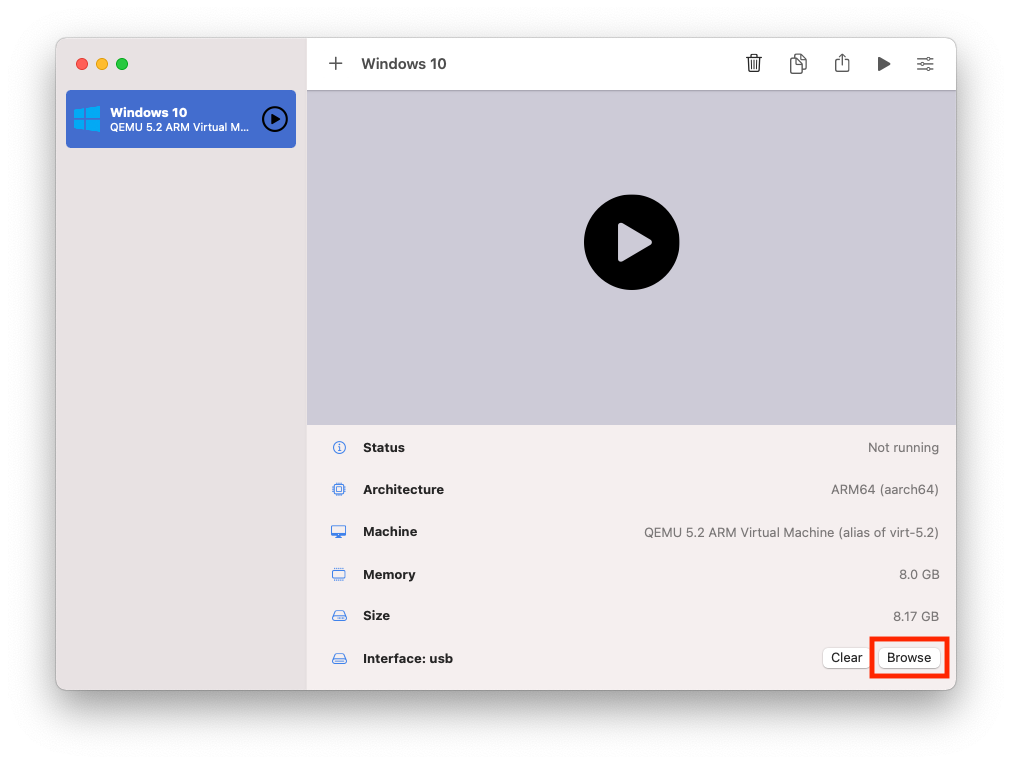 Windows 10
Windows 10
QEMU 5.2 ARM Virtual M...
Status Not running
Architecture ARM64 (aarch64)
Machine QEMU 5.2 ARM Virtual Machine (alias of virt-5.2)
Memory 8.0 GB
Size 8.17 GB
Interface: usb Clear Browse